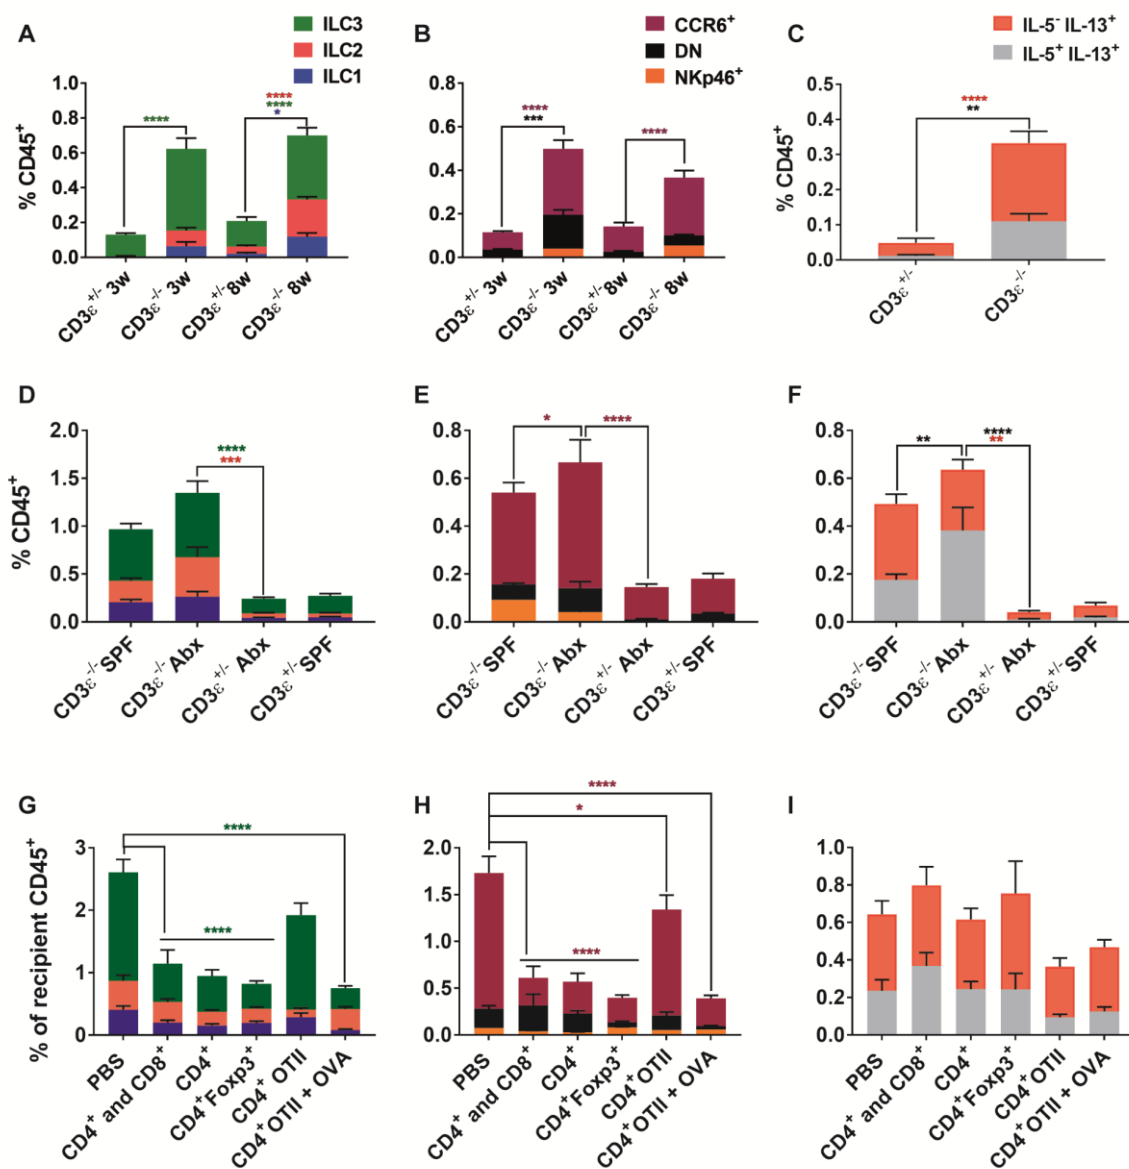 A
ILC3
ILC2
ILC1
% CD45⁺
1.0
0.8
0.6
0.4
0.2
0.0
****
****
****
*
CD3ε⁺/⁻ 3w
CD3ε⁻/⁻ 3w
CD3ε⁺/⁻ 8w
CD3ε⁻/⁻ 8w
B
CCR6⁺
DN
NKp46⁺
0.8
0.6
0.4
0.2
0.0
****
***
****
CD3ε⁺/⁻ 3w
CD3ε⁻/⁻ 3w
CD3ε⁺/⁻ 8w
CD3ε⁻/⁻ 8w
C
IL-5⁻ IL-13⁺
IL-5⁺ IL-13⁺
% CD45⁺
0.5
0.4
0.3
0.2
0.1
0.0
****
**
CD3ε⁺/⁻
CD3ε⁻/⁻
D
% CD45⁺
2.0
1.5
1.0
0.5
0.0
****
***
CD3ε⁻/⁻ SPF
CD3ε⁻/⁻ Abx
CD3ε⁺/⁻ Abx
CD3ε⁺/⁻ SPF
E
0.8
0.6
0.4
0.2
0.0
*
****
CD3ε⁻/⁻ SPF
CD3ε⁻/⁻ Abx
CD3ε⁺/⁻ Abx
CD3ε⁺/⁻ SPF
F
0.8
0.6
0.4
0.2
0.0
**
****
**
CD3ε⁻/⁻ SPF
CD3ε⁻/⁻ Abx
CD3ε⁺/⁻ Abx
CD3ε⁺/⁻ SPF
G
% of recipient CD45⁺
3
2
1
0
****
****
PBS
CD4⁺ and CD8⁺
CD4⁺
CD4⁺Foxp3⁺
CD4⁺ OTII
CD4⁺OTII + OVA
H
2.0
1.5
1.0
0.5
0.0
****
*
****
PBS
CD4⁺ and CD8⁺
CD4⁺
CD4⁺Foxp3⁺
CD4⁺ OTII
CD4⁺OTII + OVA
I
1.0
0.8
0.6
0.4
0.2
0.0
PBS
CD4⁺ and CD8⁺
CD4⁺
CD4⁺Foxp3⁺
CD4⁺ OTII
CD4⁺OTII + OVA